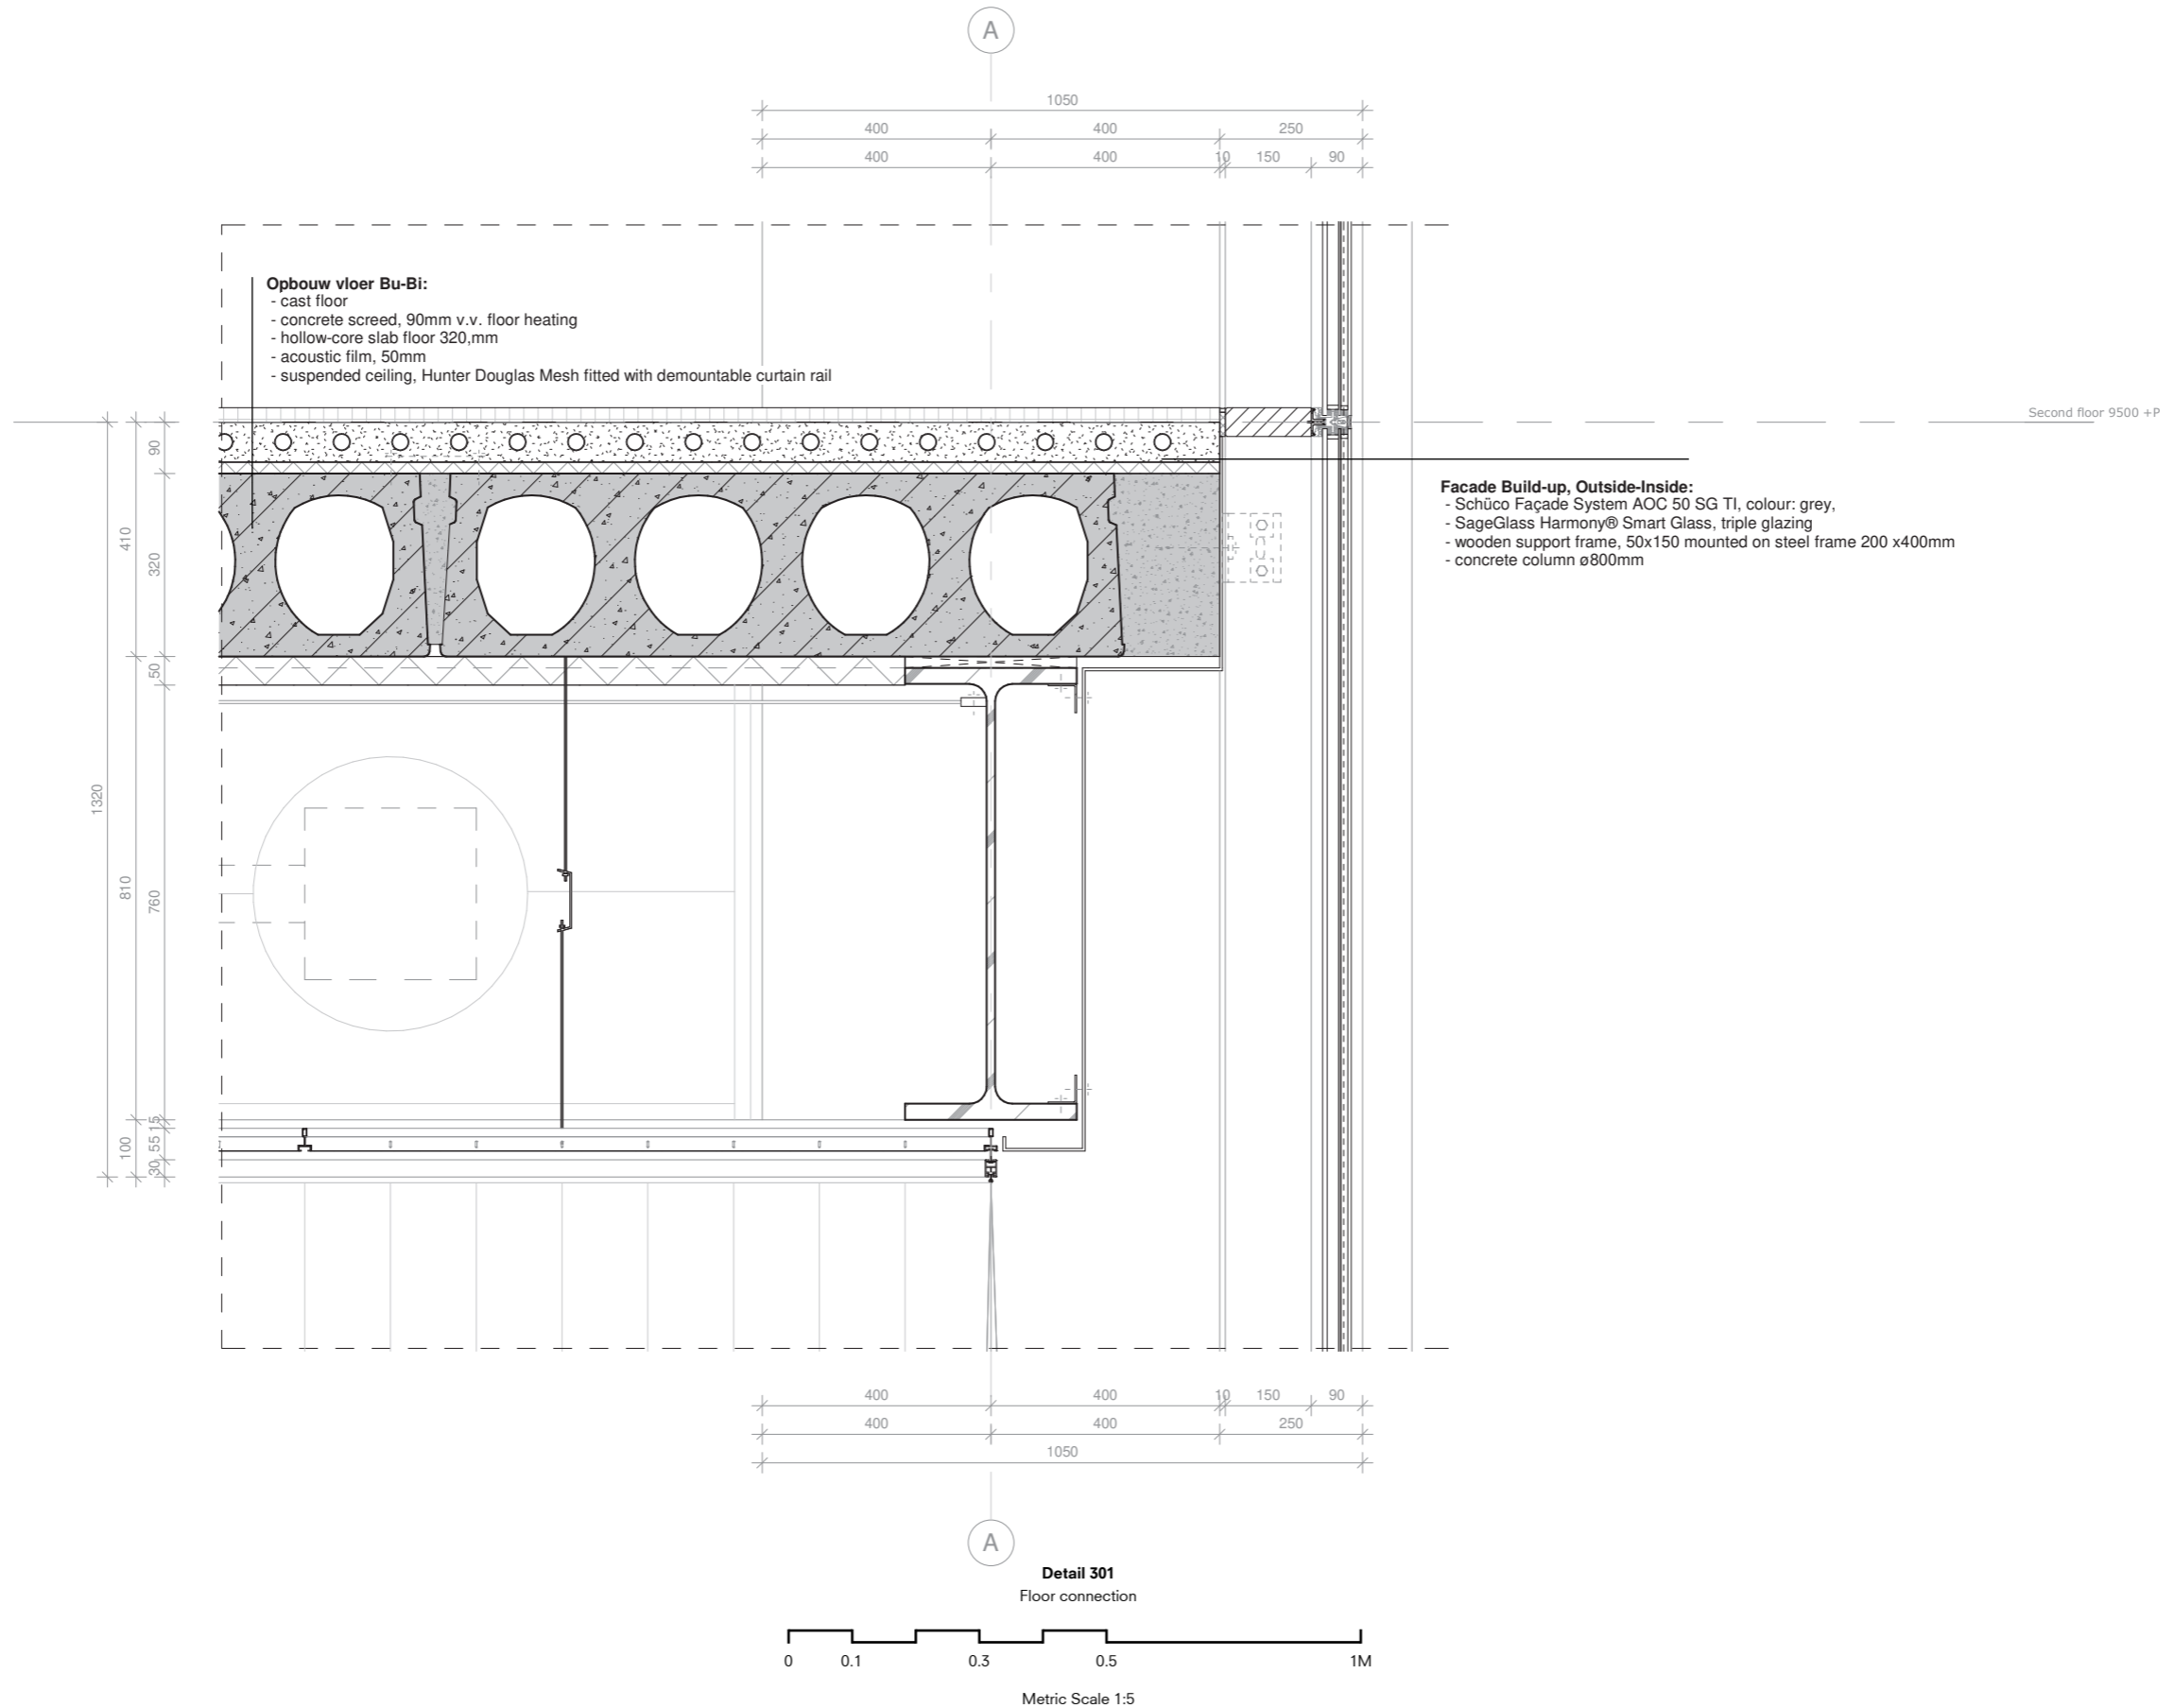 A
1050
400 400 250
400 400 10 150 90
Opbouw vloer Bu-Bi:
- cast floor
- concrete screed, 90mm v.v. floor heating
- hollow-core slab floor 320,mm
- acoustic film, 50mm
- suspended ceiling, Hunter Douglas Mesh fitted with demountable curtain rail
Second floor 9500 +P
Facade Build-up, Outside-Inside:
- Schüco Façade System AOC 50 SG TI, colour: grey,
- SageGlass Harmony® Smart Glass, triple glazing
- wooden support frame, 50x150 mounted on steel frame 200 x400mm
- concrete column ø800mm
1320
410
810
100
90
320
50
760
15
55
30
400 400 10 150 90
400 400 250
1050
A
Detail 301
Floor connection
0 0.1 0.3 0.5 1M
Metric Scale 1:5